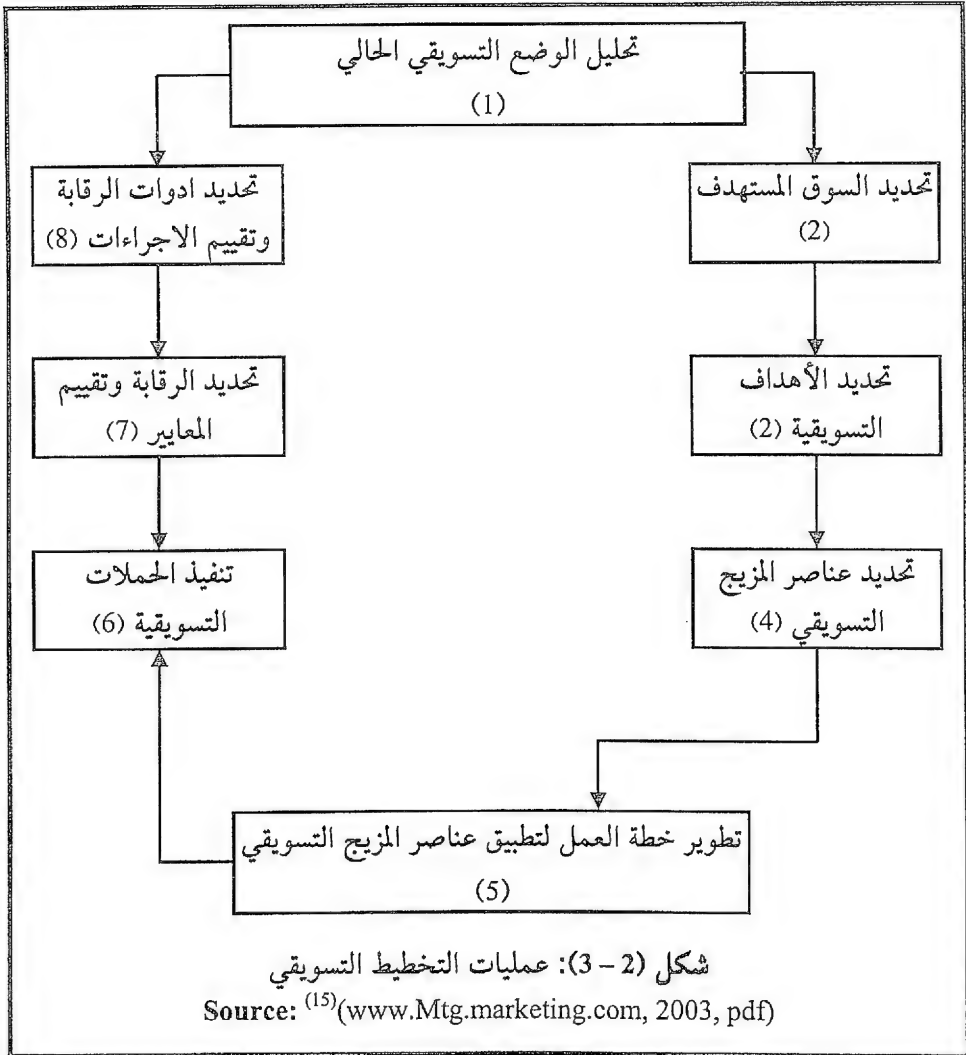 تحليل الوضع التسويقي الحالي
(1)
تحديد السوق المستهدف
(2)
تحديد الأهداف
التسويقية (2)
تحديد عناصر المزيج
التسويقي (4)
تطوير خطة العمل لتطبيق عناصر المزيج التسويقي
(5)
تنفيذ الحملات
التسويقية (6)
تحديد الرقابة وتقييم
المعايير (7)
تحديد ادوات الرقابة
وتقييم الاجراءات (8)
شكل (2 – 3): عمليات التخطيط التسويقي
Source: (15)(www.Mtg.marketing.com, 2003, pdf)